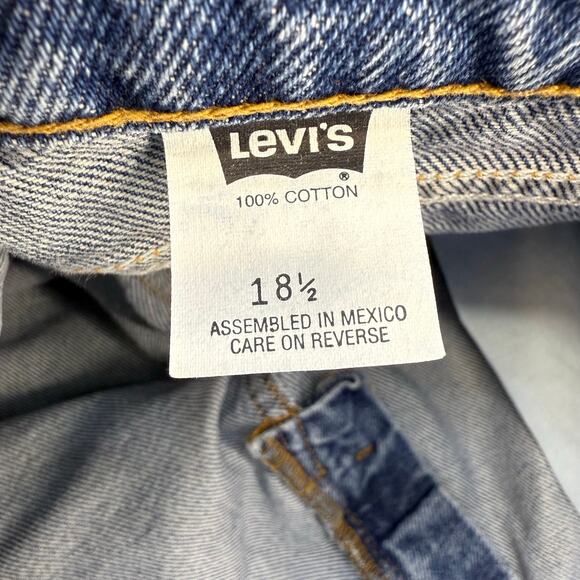 Levi's
®
100% COTTON
18½
ASSEMBLED IN MEXICO
CARE ON REVERSE